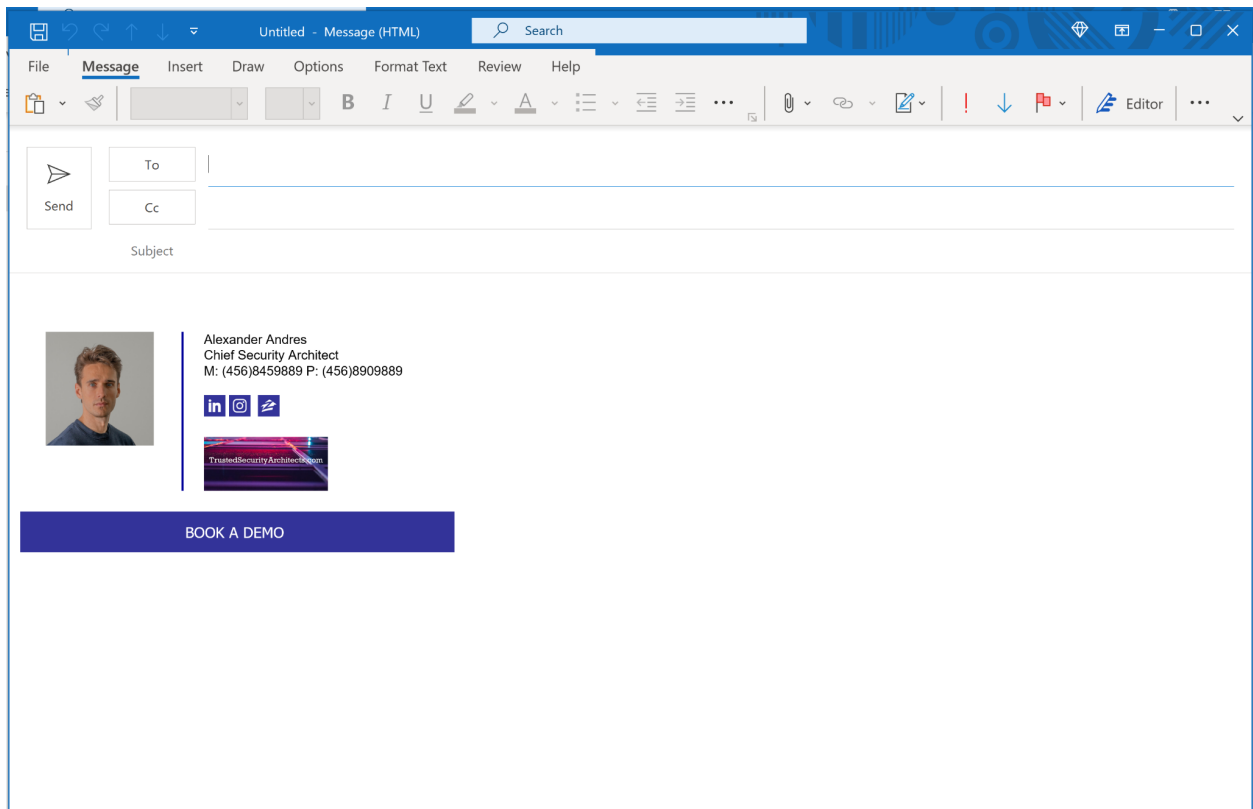 Untitled - Message (HTML)
Search
File Message Insert Draw Options Format Text Review Help
B I U A Editor
To
Send
Cc
Subject
Alexander Andres
Chief Security Architect
M: (456)8459889 P: (456)8909889
in
TrustedSecurityArchitects.com
BOOK A DEMO